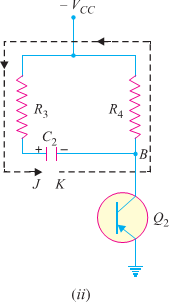 – V_CC
R_3
R_4
C_2
+ –
B
J K
Q_2
(ii)